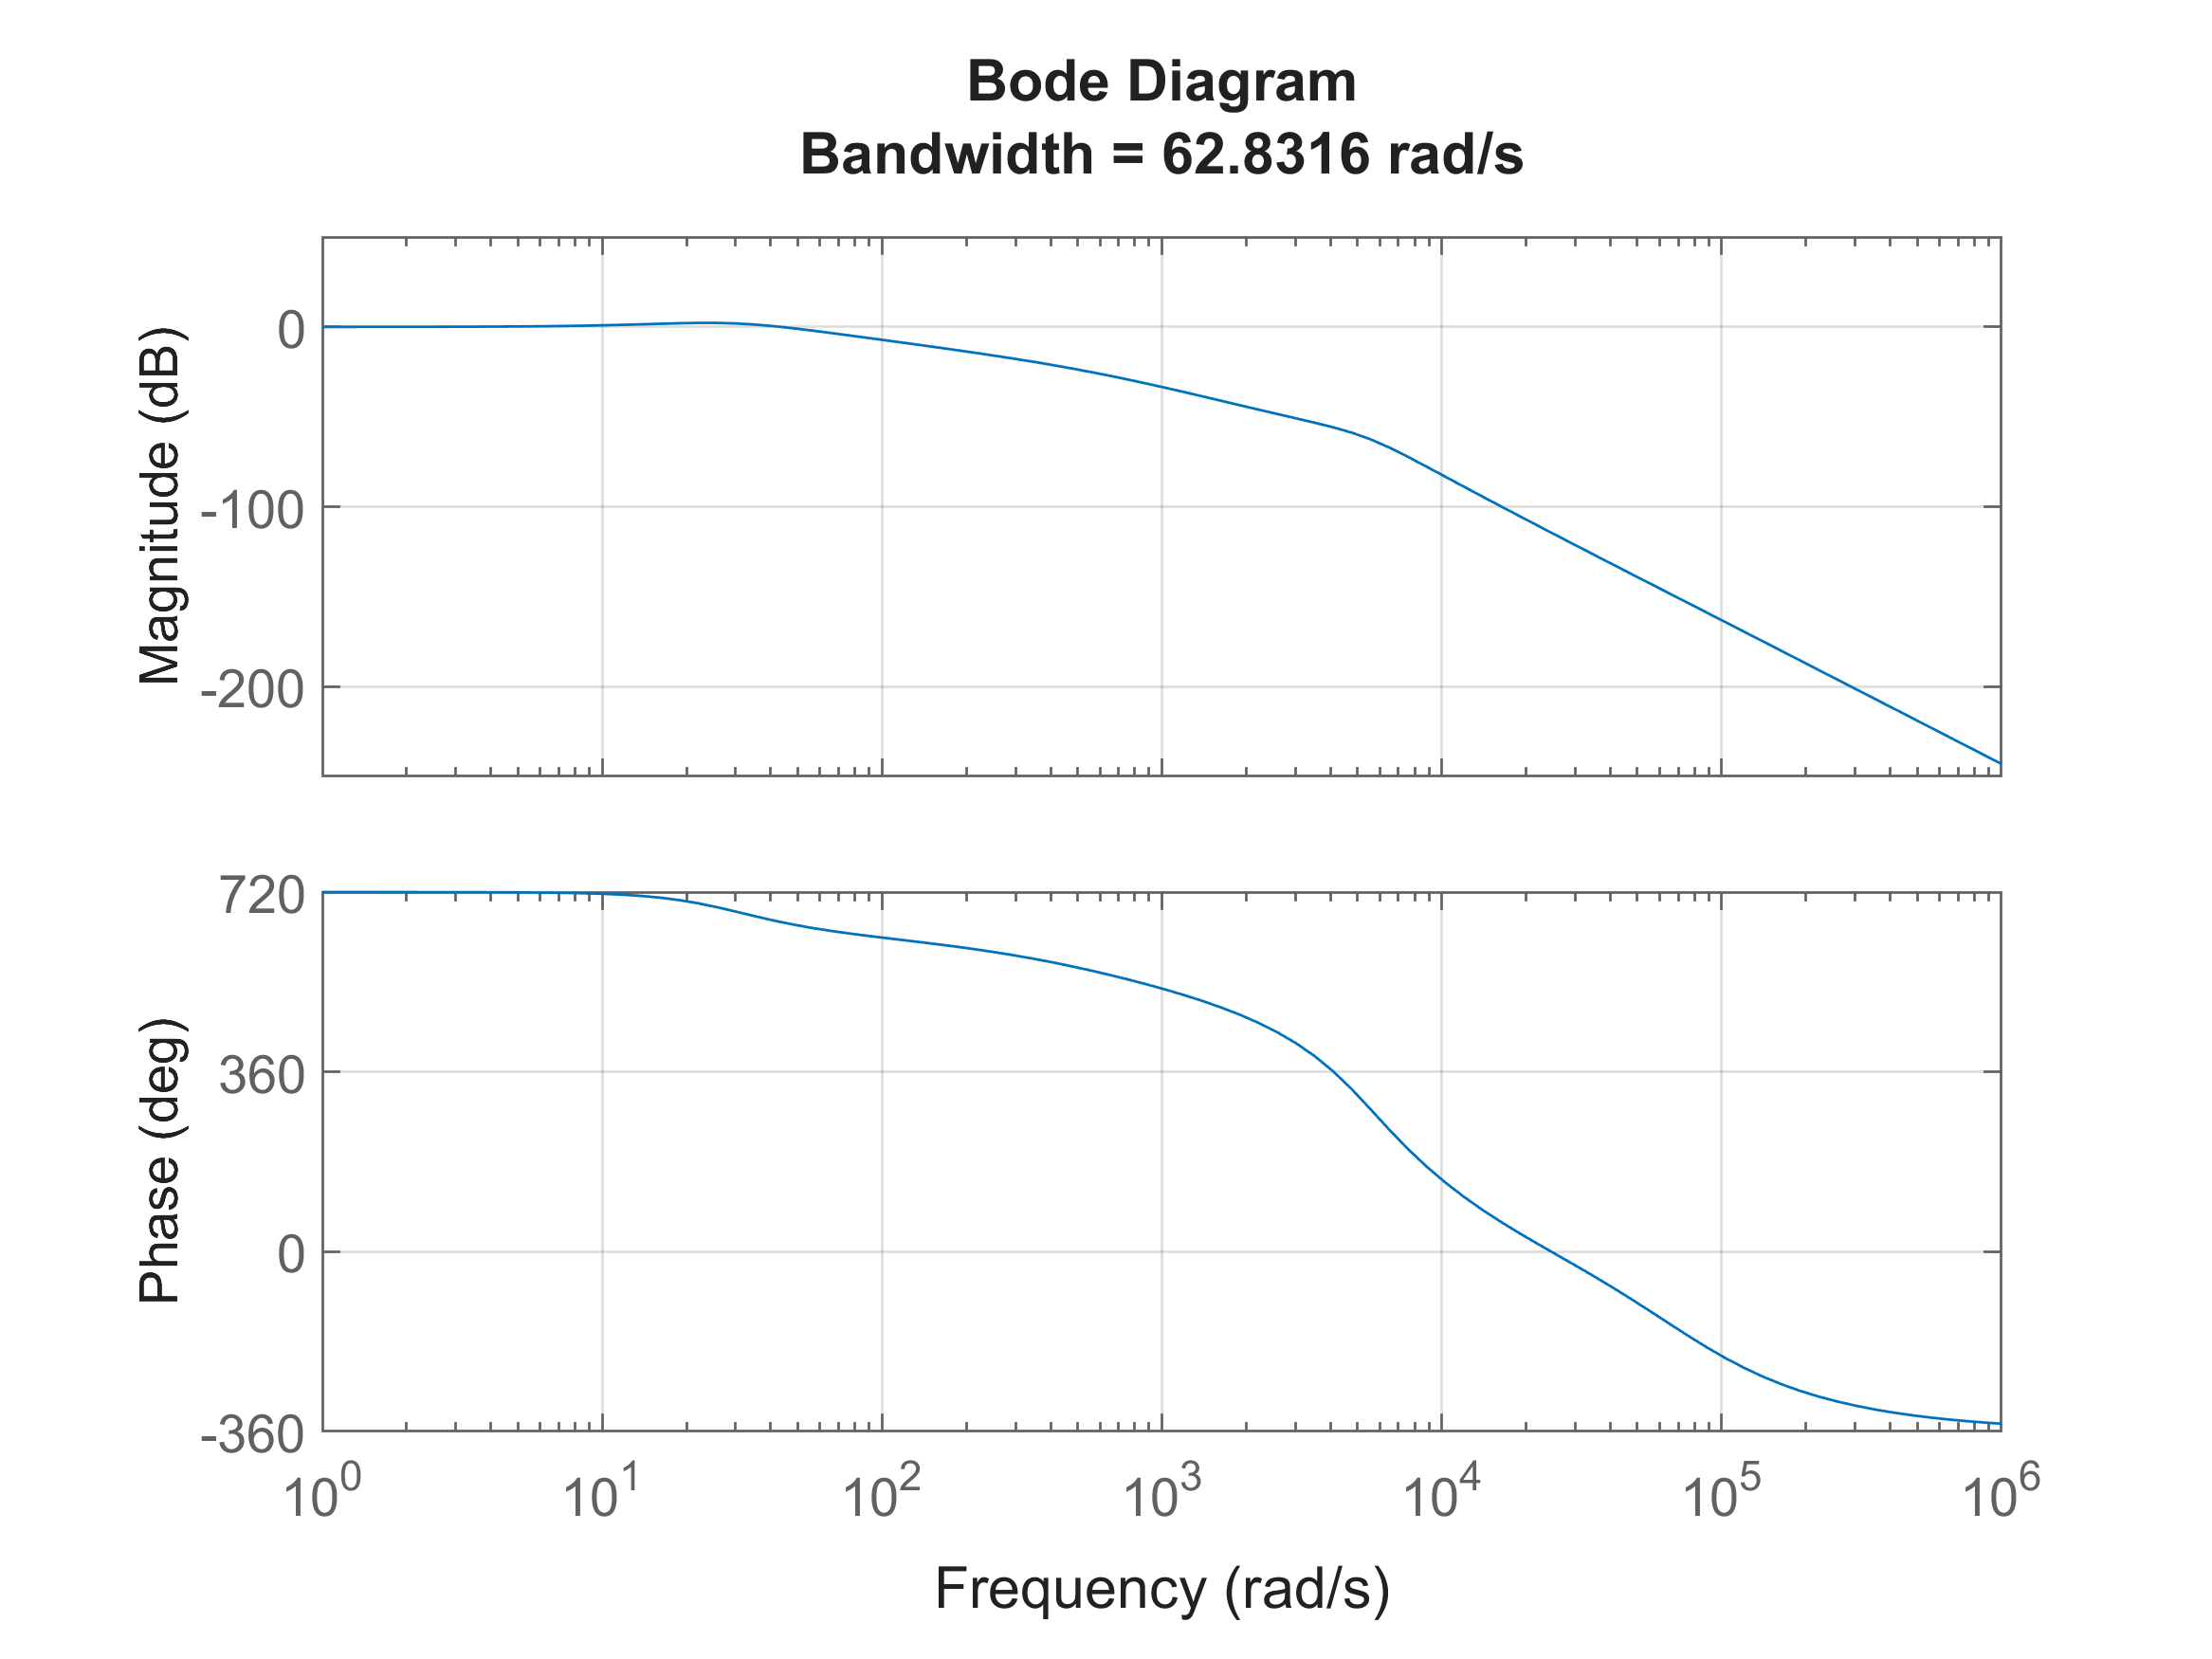 Bode Diagram
Bandwidth = 62.8316 rad/s
Magnitude (dB)
0
-100
-200
Phase (deg)
720
360
0
-360
10^0 10^1 10^2 10^3 10^4 10^5 10^6
Frequency (rad/s)